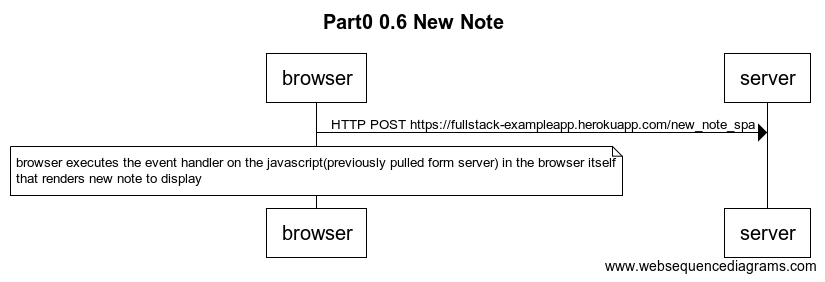 Part0 0.6 New Note
browser
server
HTTP POST https://fullstack-exampleapp.herokuapp.com/new_note_spa
browser executes the event handler on the javascript(previously pulled form server) in the browser itself
that renders new note to display
browser
server
www.websequencediagrams.com